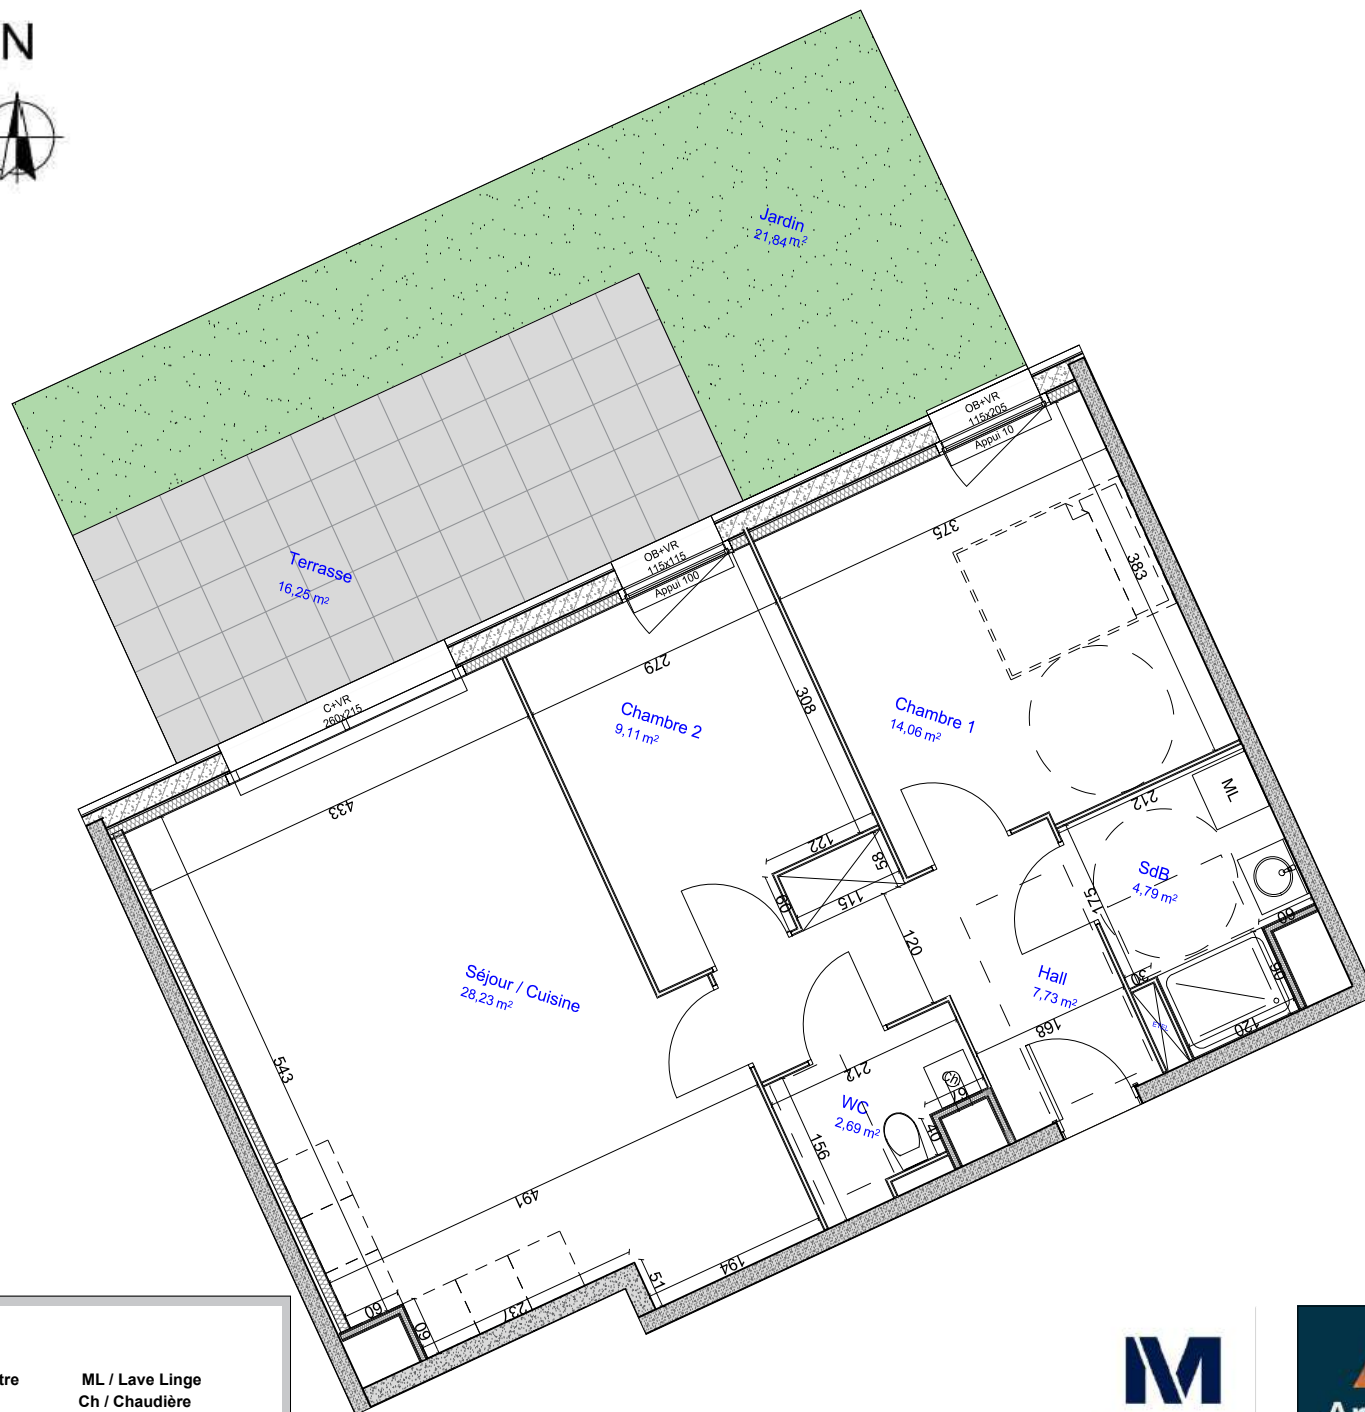 N
Jardin
21,84 m²
OB+VR
115x205
Appui 10
375
383
Terrasse
16,25 m²
OB+VR
115x115
Appui 100
279
308
C+VR
260x215
433
Chambre 2
9,11 m²
Chambre 1
14,06 m²
212
ML
122
58
60
115
SdB
4,79 m²
175
60
120
Hall
7,73 m²
30
90
120
168
Séjour / Cuisine
28,23 m²
543
212
WC
2,69 m²
67
40
156
491
194
51
237
60
60
tre
ML / Lave Linge
Ch / Chaudière
M